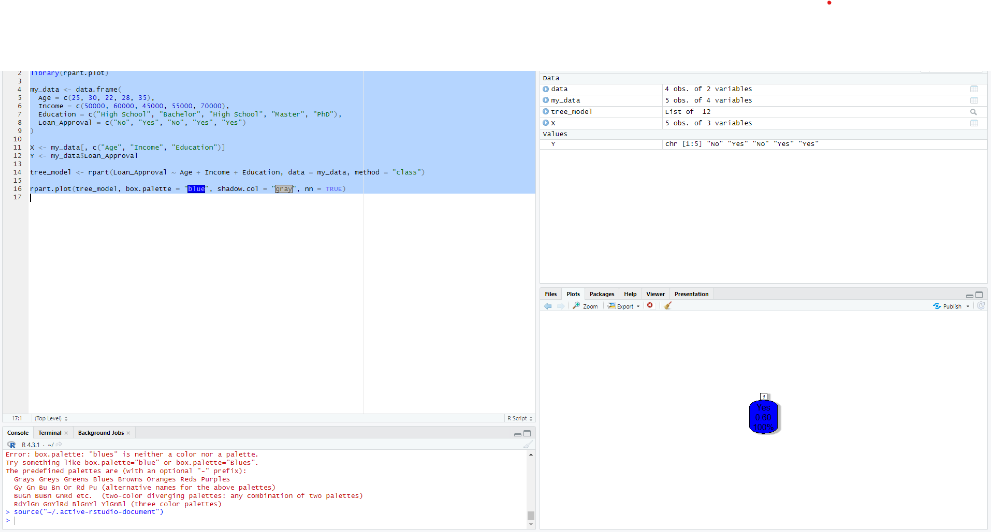 2 library(rpart.plot)
3
4 my_data <- data.frame(
5 Age = c(25, 30, 22, 28, 35),
6 Income = c(50000, 60000, 45000, 55000, 70000),
7 Education = c("High School", "Bachelor", "High School", "Master", "PhD"),
8 Loan_Approval = c("No", "Yes", "No", "Yes", "Yes")
9 )
10
11 X <- my_data[, c("Age", "Income", "Education")]
12 Y <- my_data$Loan_Approval
13
14 tree_model <- rpart(Loan_Approval ~ Age + Income + Education, data = my_data, method = "class")
15
16 rpart.plot(tree_model, box.palette = "blue", shadow.col = "gray", nn = TRUE)
17
17:1 (Top Level) R Script
Console Terminal Background Jobs
R 4.3.1 · ~/
Error: box.palette: "blues" is neither a color nor a palette.
Try something like box.palette="blue" or box.palette="Blues".
The predefined palettes are (with an optional "-" prefix):
Grays Greys Greens Blues Browns Oranges Reds Purples
Gy Gn Bu Bn Or Rd Pu (alternative names for the above palettes)
BuGn BuBn GnRd etc. (two-color diverging palettes: any combination of two palettes)
RdYlGn GnYlRd BlGnYl YlGnBl (three color palettes)
> source("~/.active-rstudio-document")
>
Data
data 4 obs. of 2 variables
my_data 5 obs. of 4 variables
tree_model List of 12
X 5 obs. of 3 variables
Values
Y chr [1:5] "No" "Yes" "No" "Yes" "Yes"
Files Plots Packages Help Viewer Presentation
Zoom Export Publish
1
Yes
0.60
100%